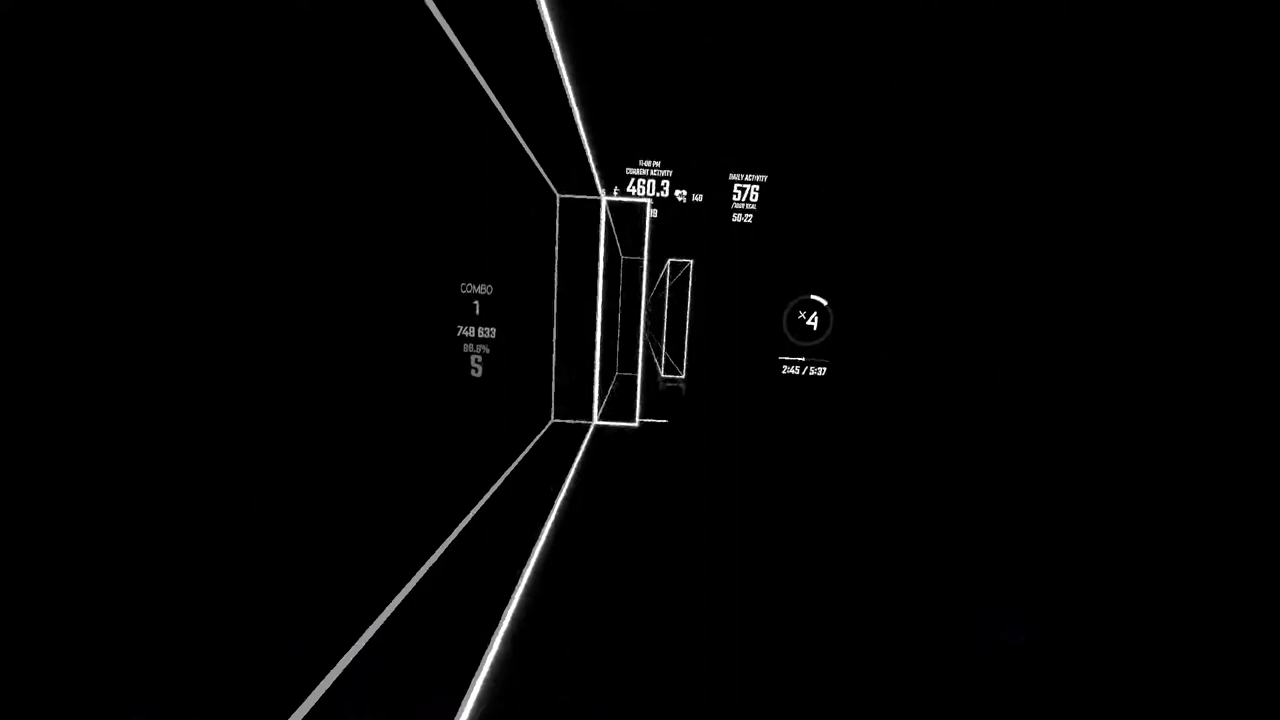 11:08 PM
CURRENT ACTIVITY
460.3
148
19
DAILY ACTIVITY
576
50:22
COMBO
1
748 633
S
×4
2:45 / 5:37